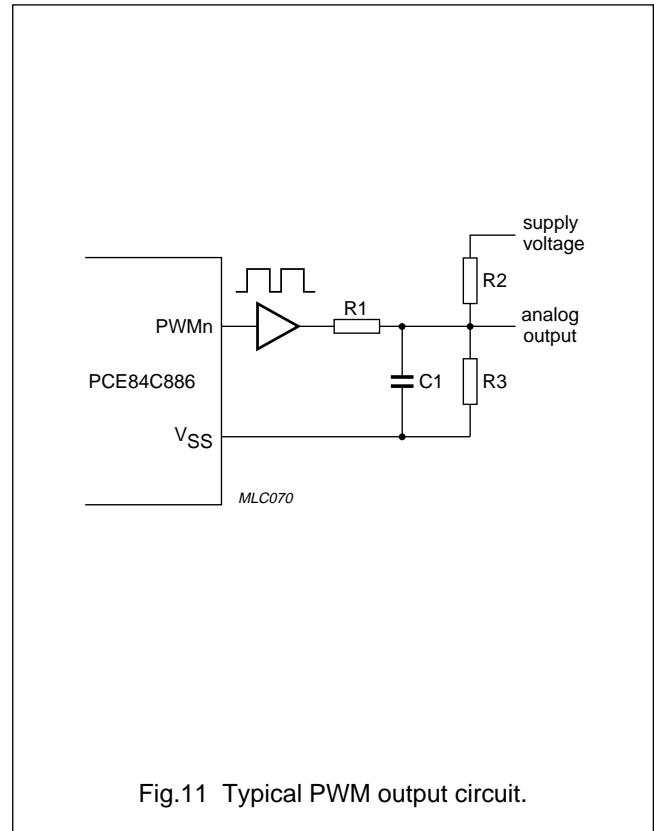 supply
voltage
R2
R1
analog
output
PWMn
PCE84C886
C1
R3
VSS
MLC070
Fig.11 Typical PWM output circuit.